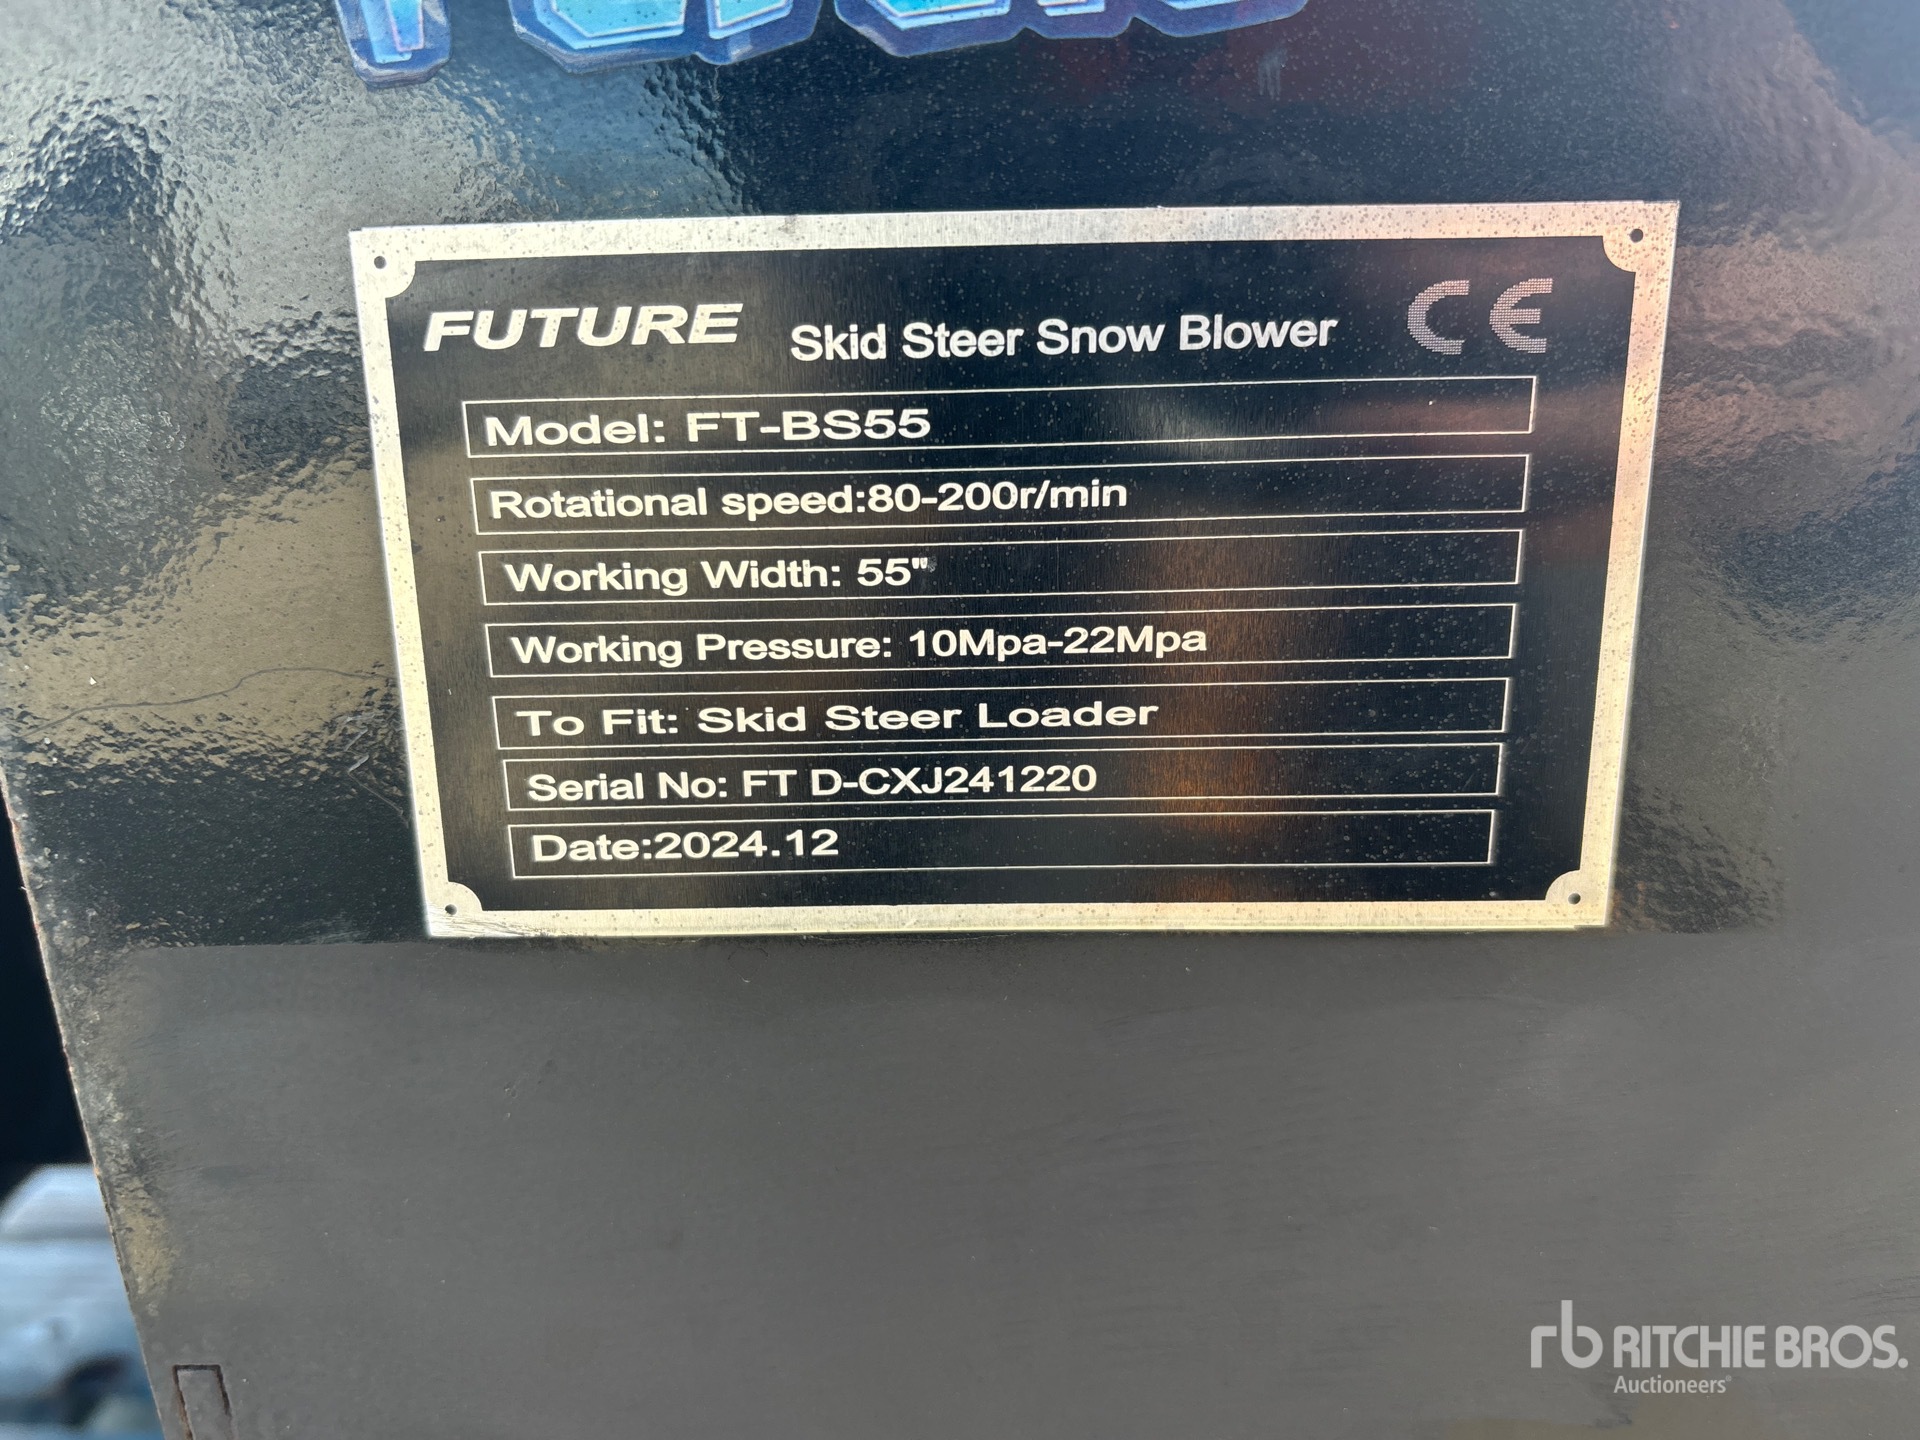 FUTURE Skid Steer Snow Blower CE
Model: FT-BS55
Rotational speed:80-200r/min
Working Width: 55"
Working Pressure: 10Mpa-22Mpa
To Fit: Skid Steer Loader
Serial No: FT D-CXJ241220
Date:2024.12
rb RITCHIE BROS.
Auctioneers